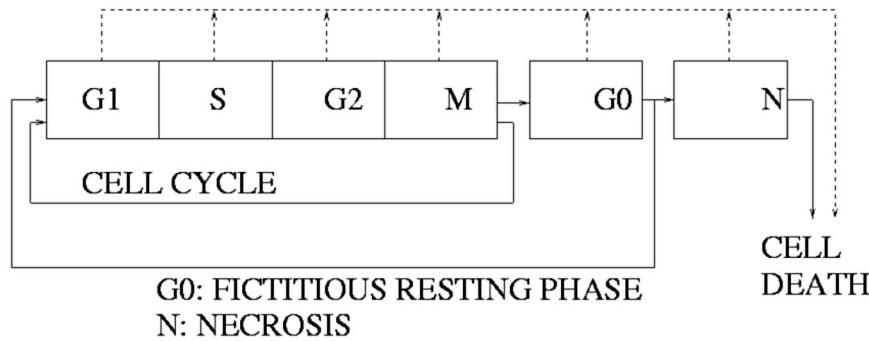 G1 S G2 M G0 N
CELL CYCLE
CELL
DEATH
G0: FICTITIOUS RESTING PHASE
N: NECROSIS